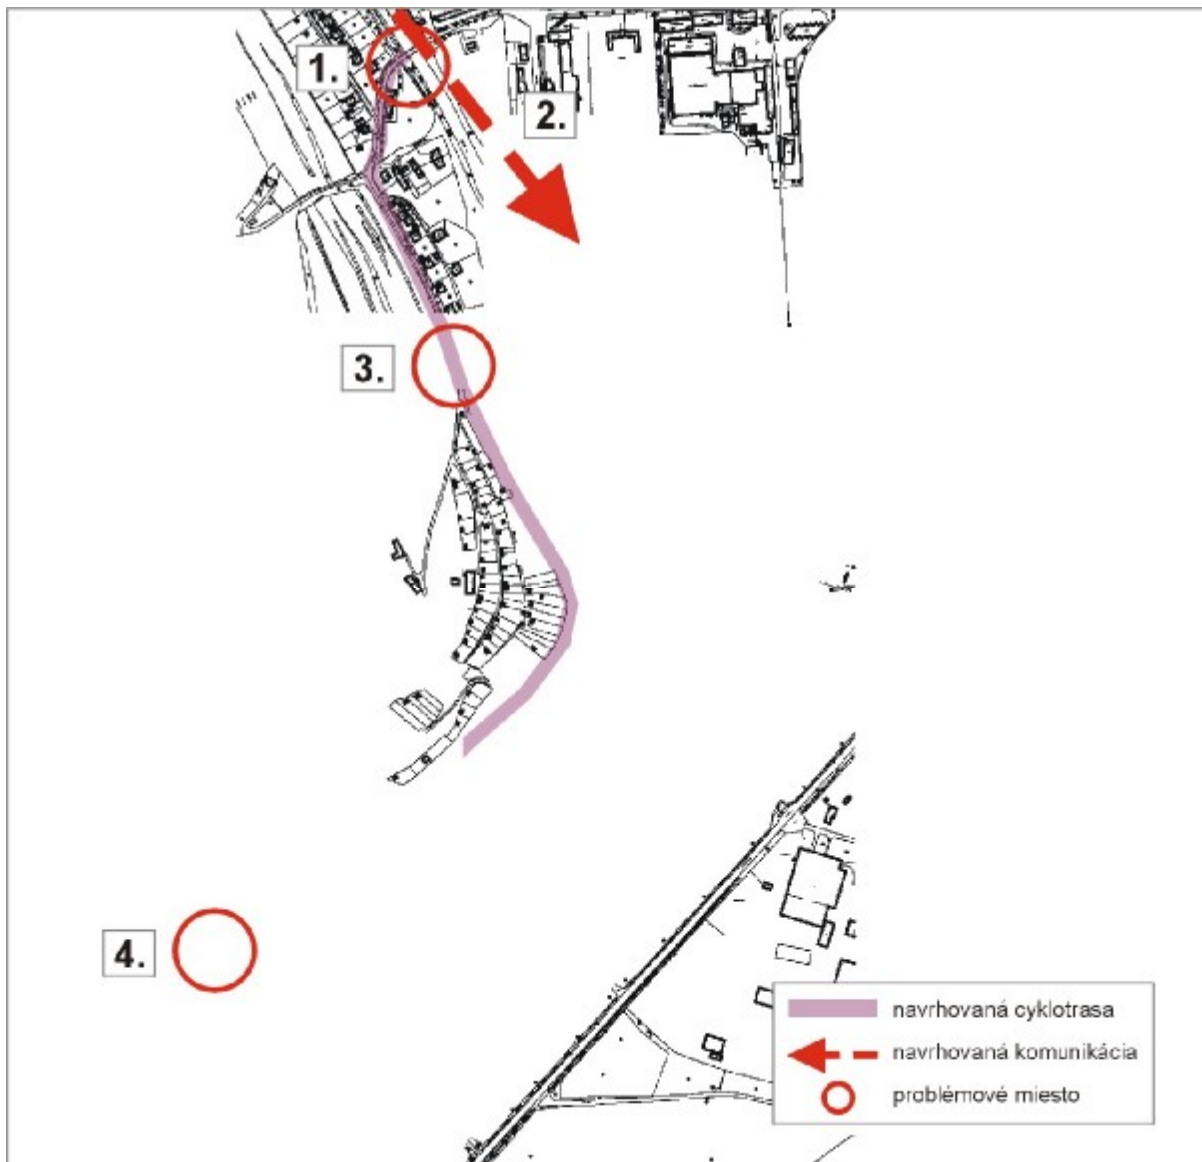 1.
2.
3.
4.
navrhovaná cyklotrasa
navrhovaná komunikácia
problémové miesto